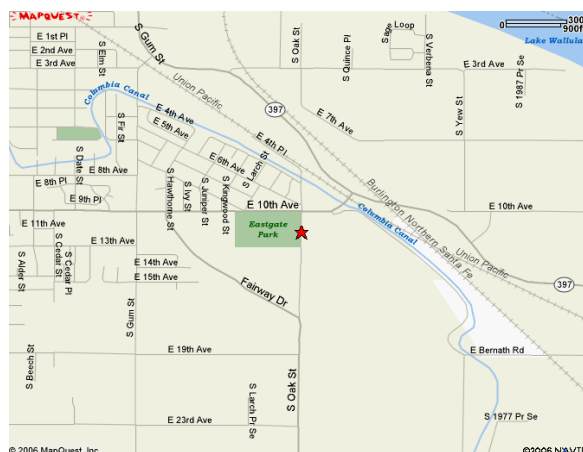 MAPQUEST
300
0
900ft
Lake Wallula
E 1st Pl
E 2nd Ave
E 3rd Ave
S Elm St
S Gum St
S Oak St
Sage Loop
S Quince Pl
S Verbena St
E 3rd Ave
S 1987 Pr Se
S Yew St
Union Pacific
Columbia Canal
397
E 7th Ave
E 4th Ave
E 5th Ave
E 4th Pl
S Fir St
E 6th Ave
S Larch St
S Date St
E 8th Ave
E 8th Pl
E 9th Pl
S Hawthorne St
S Ivy St
S Juniper St
S Kingwood St
E 10th Ave
E 10th Ave
Burlington Northern Santa Fe
Columbia Canal
E 11th Ave
Eastgate
Park
E 13th Ave
S Cedar St
S Cedar Pl
S Alder St
E 14th Ave
E 15th Ave
Union Pacific
397
Fairway Dr
S Gum St
E 19th Ave
E Bernath Rd
S Beech St
S Oak St
S Larch Pr Se
E 23rd Ave
S 1977 Pr Se
© 2006 MapQuest, Inc.